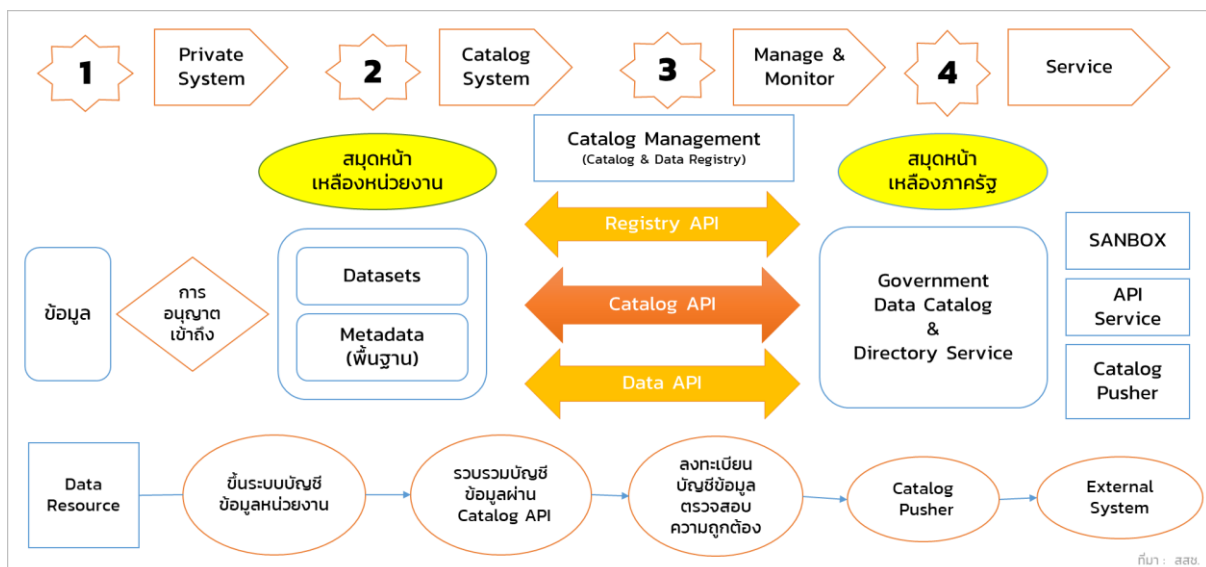 1
Private
System
2
Catalog
System
3
Manage &
Monitor
4
Service
สมุดหน้า
เหลืองหน่วยงาน
Catalog Management
(Catalog & Data Registry)
สมุดหน้า
เหลืองภาครัฐ
ข้อมูล
การ
อนุญาต
เข้าถึง
Datasets
Metadata
(พื้นฐาน)
Registry API
Catalog API
Data API
Government
Data Catalog
&
Directory Service
SANBOX
API
Service
Catalog
Pusher
Data
Resource
ขึ้นระบบบัญชี
ข้อมูลหน่วยงาน
รวบรวมบัญชี
ข้อมูลผ่าน
Catalog API
ลงทะเบียน
บัญชีข้อมูล
ตรวจสอบ
ความถูกต้อง
Catalog
Pusher
External
System
ที่มา : สสช.